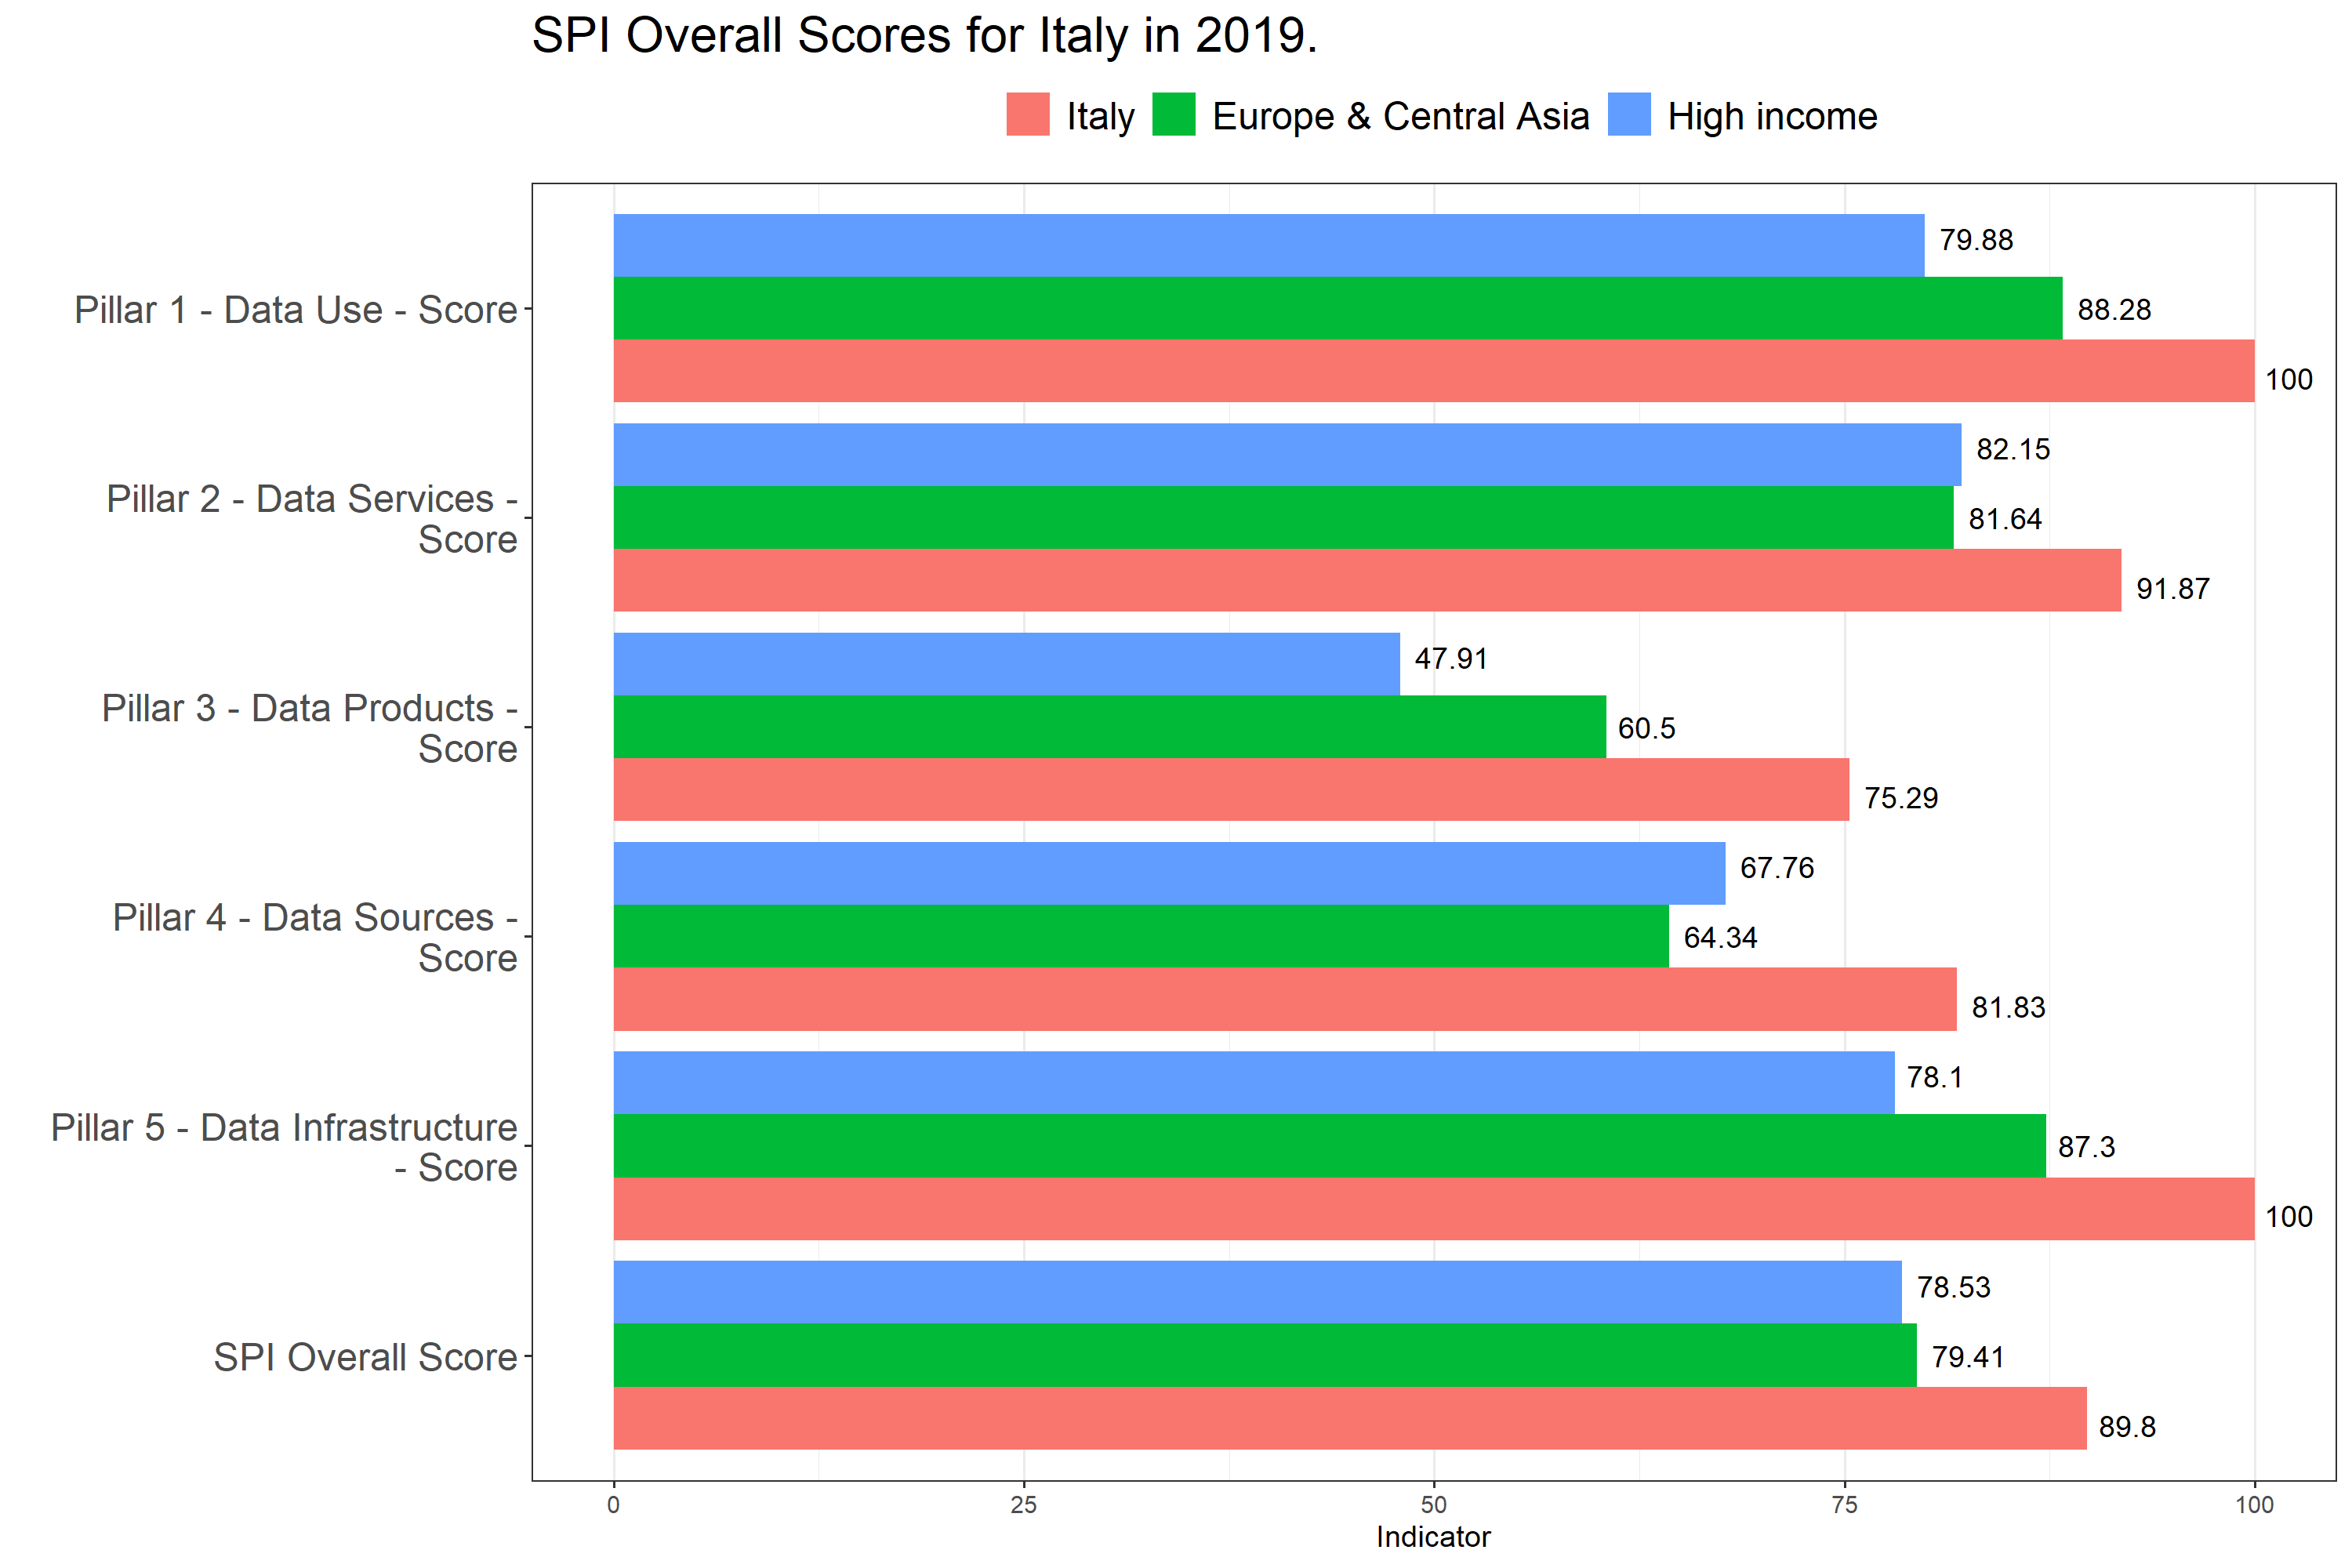 SPI Overall Scores for Italy in 2019.
Italy Europe & Central Asia High income
79.88
Pillar 1 - Data Use - Score
88.28
100
82.15
Pillar 2 - Data Services -
Score
81.64
91.87
47.91
Pillar 3 - Data Products -
Score
60.5
75.29
67.76
Pillar 4 - Data Sources -
Score
64.34
81.83
78.1
Pillar 5 - Data Infrastructure
- Score
87.3
100
78.53
SPI Overall Score
79.41
89.8
0 25 50 75 100
Indicator